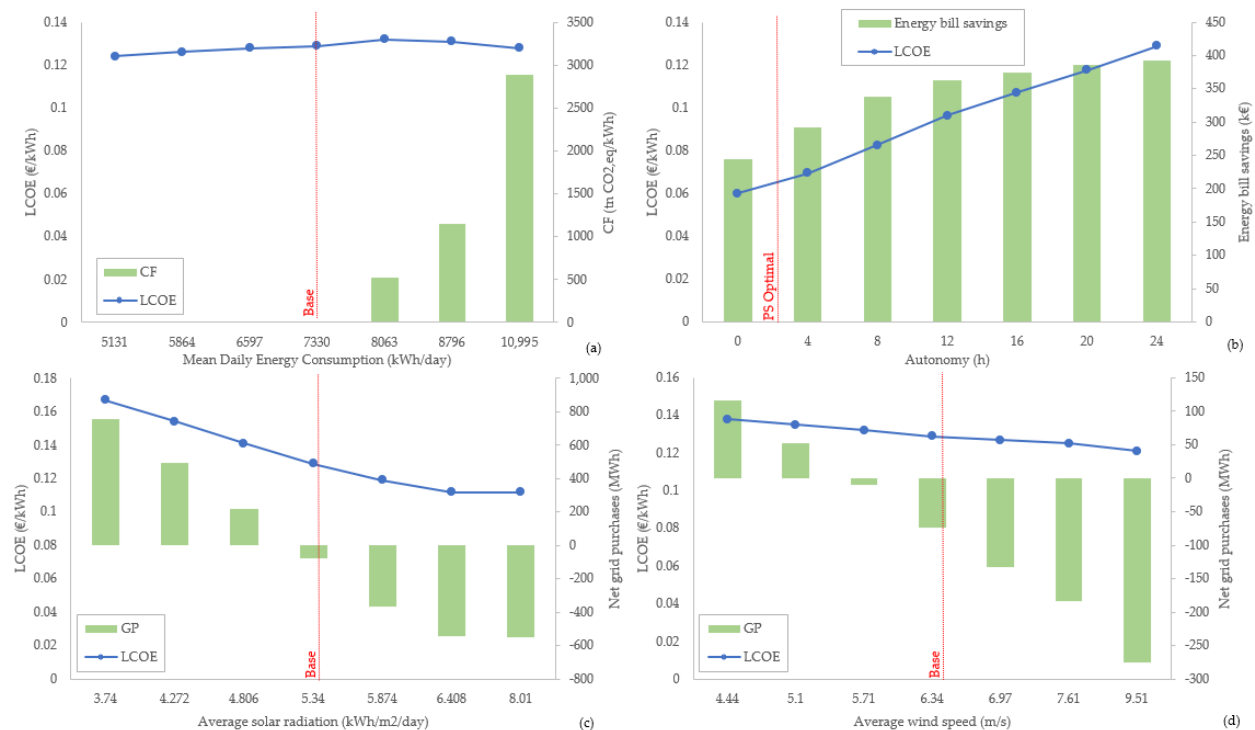 0.14
0.12
0.1
0.08
0.06
0.04
0.02
0
LCOE (€/kWh)
3500
3000
2500
2000
1500
1000
500
0
CF (tn CO2,eq/kWh)
CF
LCOE
Base
5131 5864 6597 7330 8063 8796 10,995
Mean Daily Energy Consumption (kWh/day)
(a)
0.14
0.12
0.1
0.08
0.06
0.04
0.02
0
LCOE (€/kWh)
450
400
350
300
250
200
150
100
50
0
Energy bill savings (k€)
Energy bill savings
LCOE
PS Optimal
0 4 8 12 16 20 24
Autonomy (h)
(b)
0.18
0.16
0.14
0.12
0.1
0.08
0.06
0.04
0.02
0
LCOE (€/kWh)
1,000
800
600
400
200
0
-200
-400
-600
-800
Net grid purchases (MWh)
GP
LCOE
Base
3.74 4.272 4.806 5.34 5.874 6.408 8.01
Average solar radiation (kWh/m2/day)
(c)
0.16
0.14
0.12
0.1
0.08
0.06
0.04
0.02
0
LCOE (€/kWh)
150
100
50
0
-50
-100
-150
-200
-250
-300
Net grid purchases (MWh)
GP
LCOE
Base
4.44 5.1 5.71 6.34 6.97 7.61 9.51
Average wind speed (m/s)
(d)